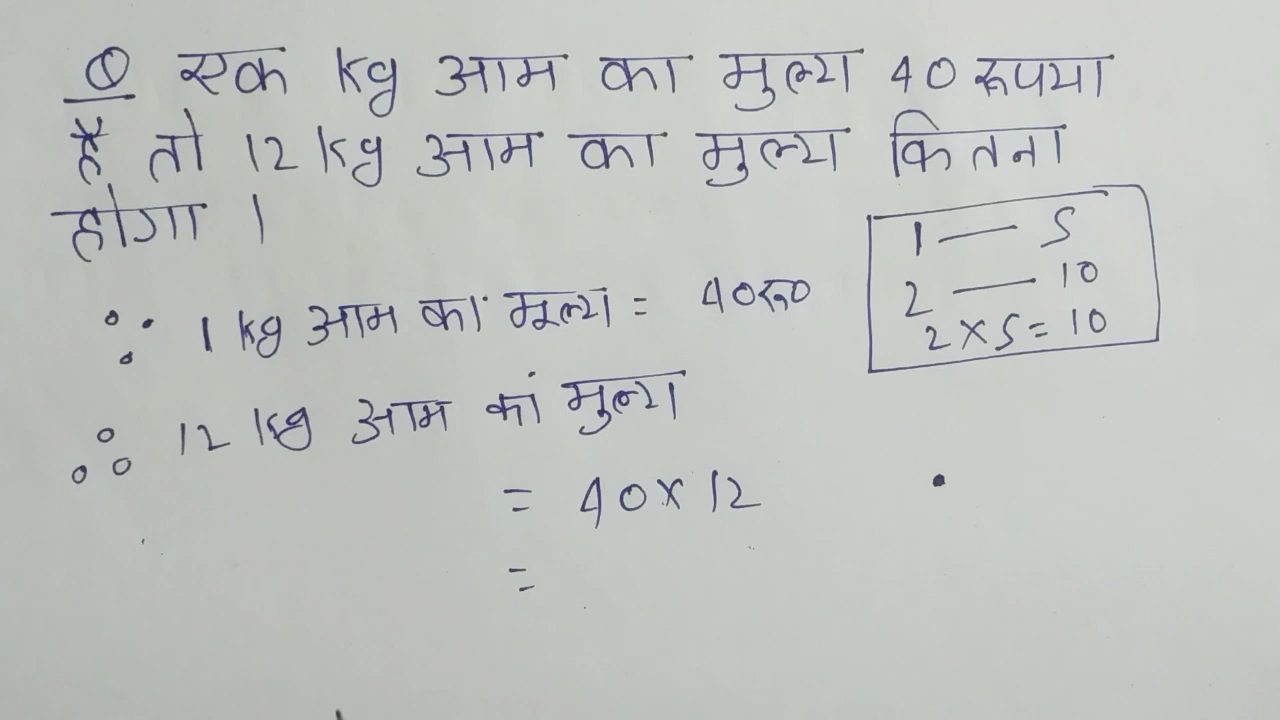 Q एक kg आम का मुल्य 40 रूपया
है तो 12 kg आम का मुल्य कितना
होगा ।
1 — 5
2 — 10
2 × 5 = 10
∵ 1 kg आम का मूल्य = 40रू०
∴ 12 kg आम का मुल्य
= 40 × 12
=